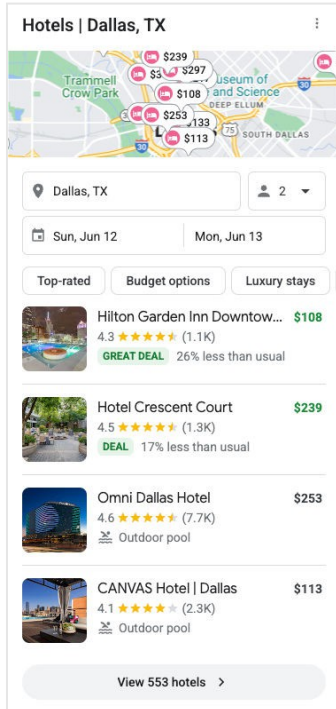 Hotels | Dallas, TX
$239
$297
Trammell
Crow Park
$108
useum of
and Science
DEEP ELLUM
30
$253
$133
75
SOUTH DALLAS
$113
30
Dallas, TX
2
Sun, Jun 12
Mon, Jun 13
Top-rated
Budget options
Luxury stays
Hilton Garden Inn Downtow... $108
4.3 ★★★★★ (1.1K)
GREAT DEAL 26% less than usual
Hotel Crescent Court $239
4.5 ★★★★★ (1.3K)
DEAL 17% less than usual
Omni Dallas Hotel $253
4.6 ★★★★★ (7.7K)
Outdoor pool
CANVAS Hotel | Dallas $113
4.1 ★★★★★ (2.3K)
Outdoor pool
View 553 hotels >